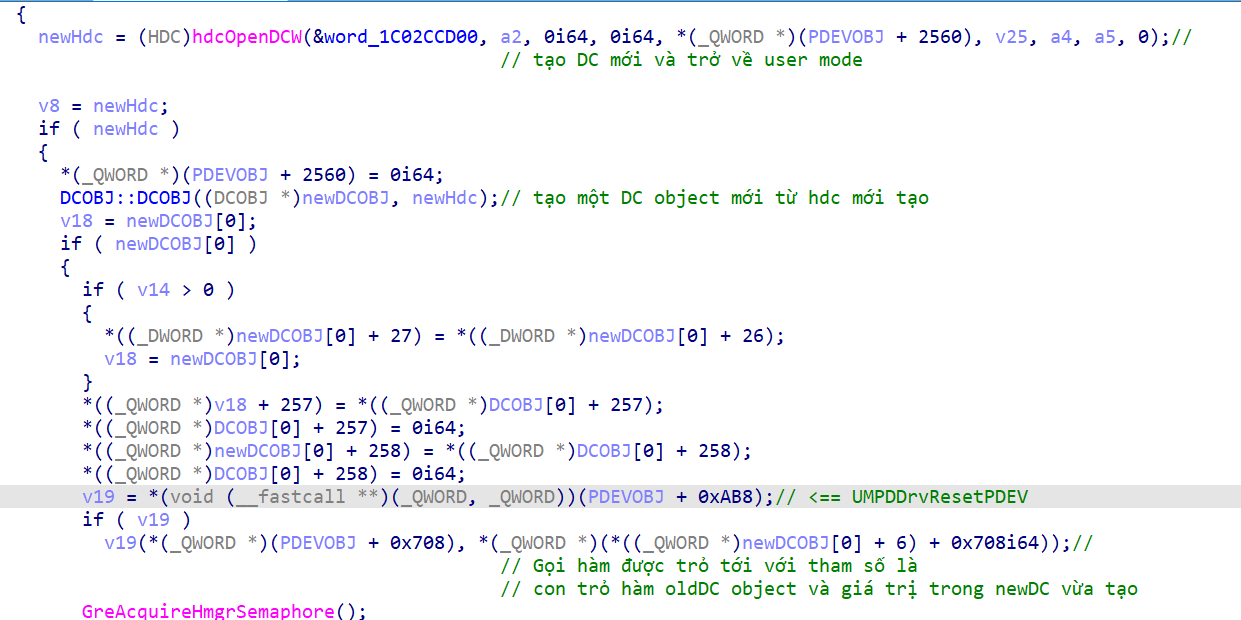 {
newHdc = (HDC)hdcOpenDCW(&word_1C02CCD00, a2, 0i64, 0i64, *(_QWORD *)(PDEVOBJ + 2560), v25, a4, a5, 0);//
// tạo DC mới và trở về user mode
v8 = newHdc;
if ( newHdc )
{
*(_QWORD *)(PDEVOBJ + 2560) = 0i64;
DCOBJ::DCOBJ((DCOBJ *)newDCOBJ, newHdc);// tạo một DC object mới từ hdc mới tạo
v18 = newDCOBJ[0];
if ( newDCOBJ[0] )
{
if ( v14 > 0 )
{
*((_DWORD *)newDCOBJ[0] + 27) = *((_DWORD *)newDCOBJ[0] + 26);
v18 = newDCOBJ[0];
}
*((_QWORD *)v18 + 257) = *((_QWORD *)DCOBJ[0] + 257);
*((_QWORD *)DCOBJ[0] + 257) = 0i64;
*((_QWORD *)newDCOBJ[0] + 258) = *((_QWORD *)DCOBJ[0] + 258);
*((_QWORD *)DCOBJ[0] + 258) = 0i64;
v19 = *(void (__fastcall **)(_QWORD, _QWORD))(PDEVOBJ + 0xAB8);// <== UMPDDrvResetPDEV
if ( v19 )
v19(*(_QWORD *)(PDEVOBJ + 0x708), *(_QWORD *)(*((_QWORD *)newDCOBJ[0] + 6) + 0x708i64));//
// Gọi hàm được trỏ tới với tham số là
// con trỏ hàm oldDC object và giá trị trong newDC vừa tạo
GreAcquireHmgrSemaphore();